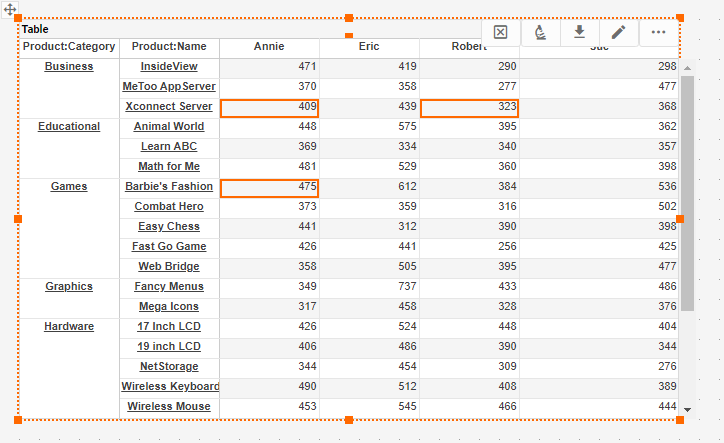 Table
Product:Category Product:Name Annie Eric Robert
Business InsideView 471 419 290 298
MeToo AppServer 370 358 277 477
Xconnect Server 409 439 323 368
Educational Animal World 448 575 395 362
Learn ABC 369 334 340 357
Math for Me 481 529 360 398
Games Barbie's Fashion 475 612 384 536
Combat Hero 373 359 316 502
Easy Chess 441 312 390 398
Fast Go Game 426 441 256 425
Web Bridge 358 505 395 477
Graphics Fancy Menus 349 737 433 486
Mega Icons 317 458 328 376
Hardware 17 Inch LCD 426 524 448 404
19 inch LCD 406 486 390 344
NetStorage 344 454 309 276
Wireless Keyboard 490 512 408 389
Wireless Mouse 453 545 466 444